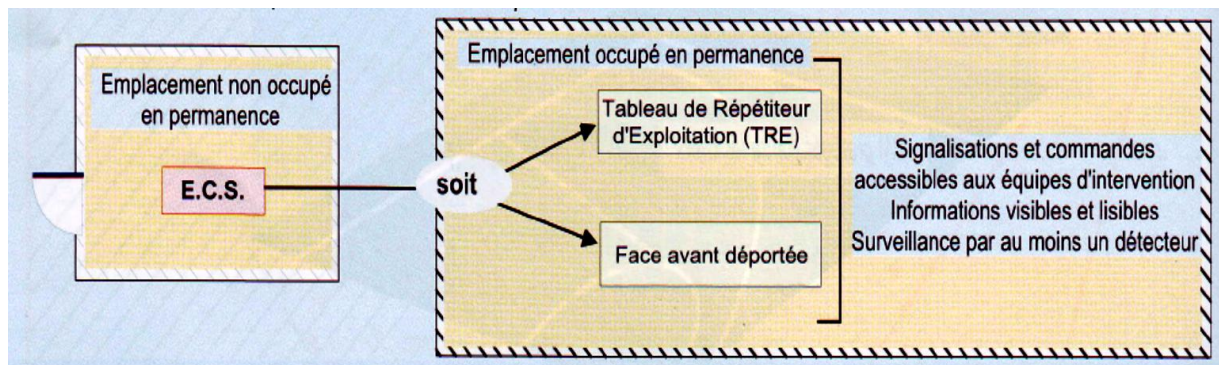 Emplacement non occupé
en permanence
E.C.S.
soit
Emplacement occupé en permanence
Tableau de Répétiteur
d'Exploitation (TRE)
Face avant déportée
Signalisations et commandes
accessibles aux équipes d'intervention
Informations visibles et lisibles
Surveillance par au moins un détecteur